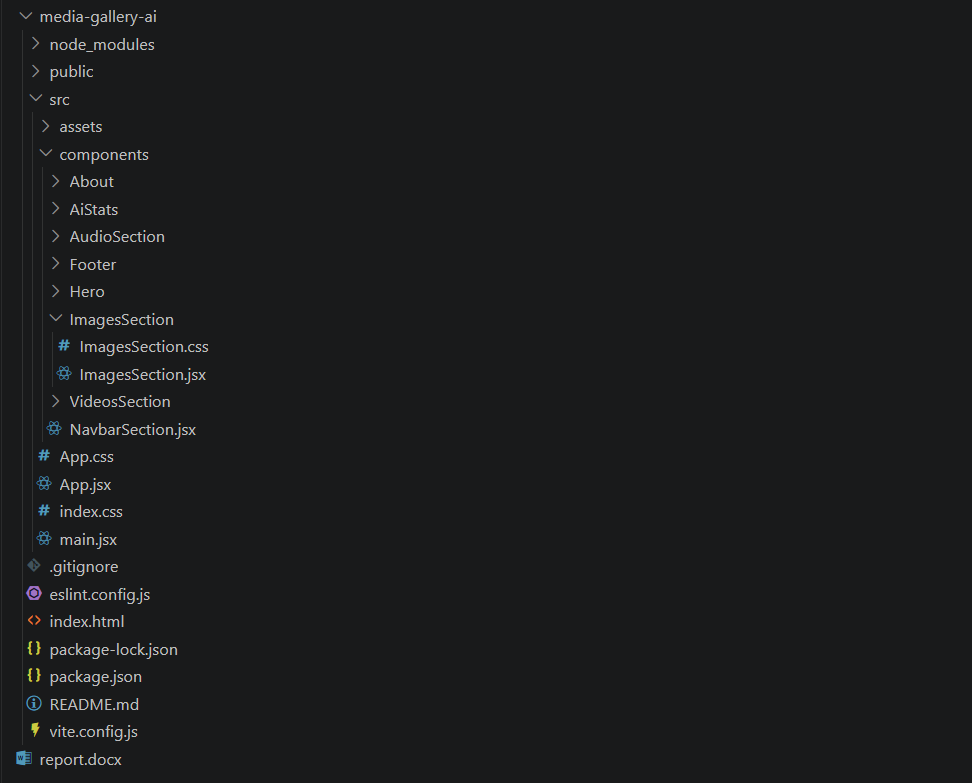 media-gallery-ai
node_modules
public
src
assets
components
About
AiStats
AudioSection
Footer
Hero
ImagesSection
# ImagesSection.css
ImagesSection.jsx
VideosSection
NavbarSection.jsx
# App.css
App.jsx
# index.css
main.jsx
.gitignore
eslint.config.js
<> index.html
{} package-lock.json
{} package.json
README.md
vite.config.js
report.docx